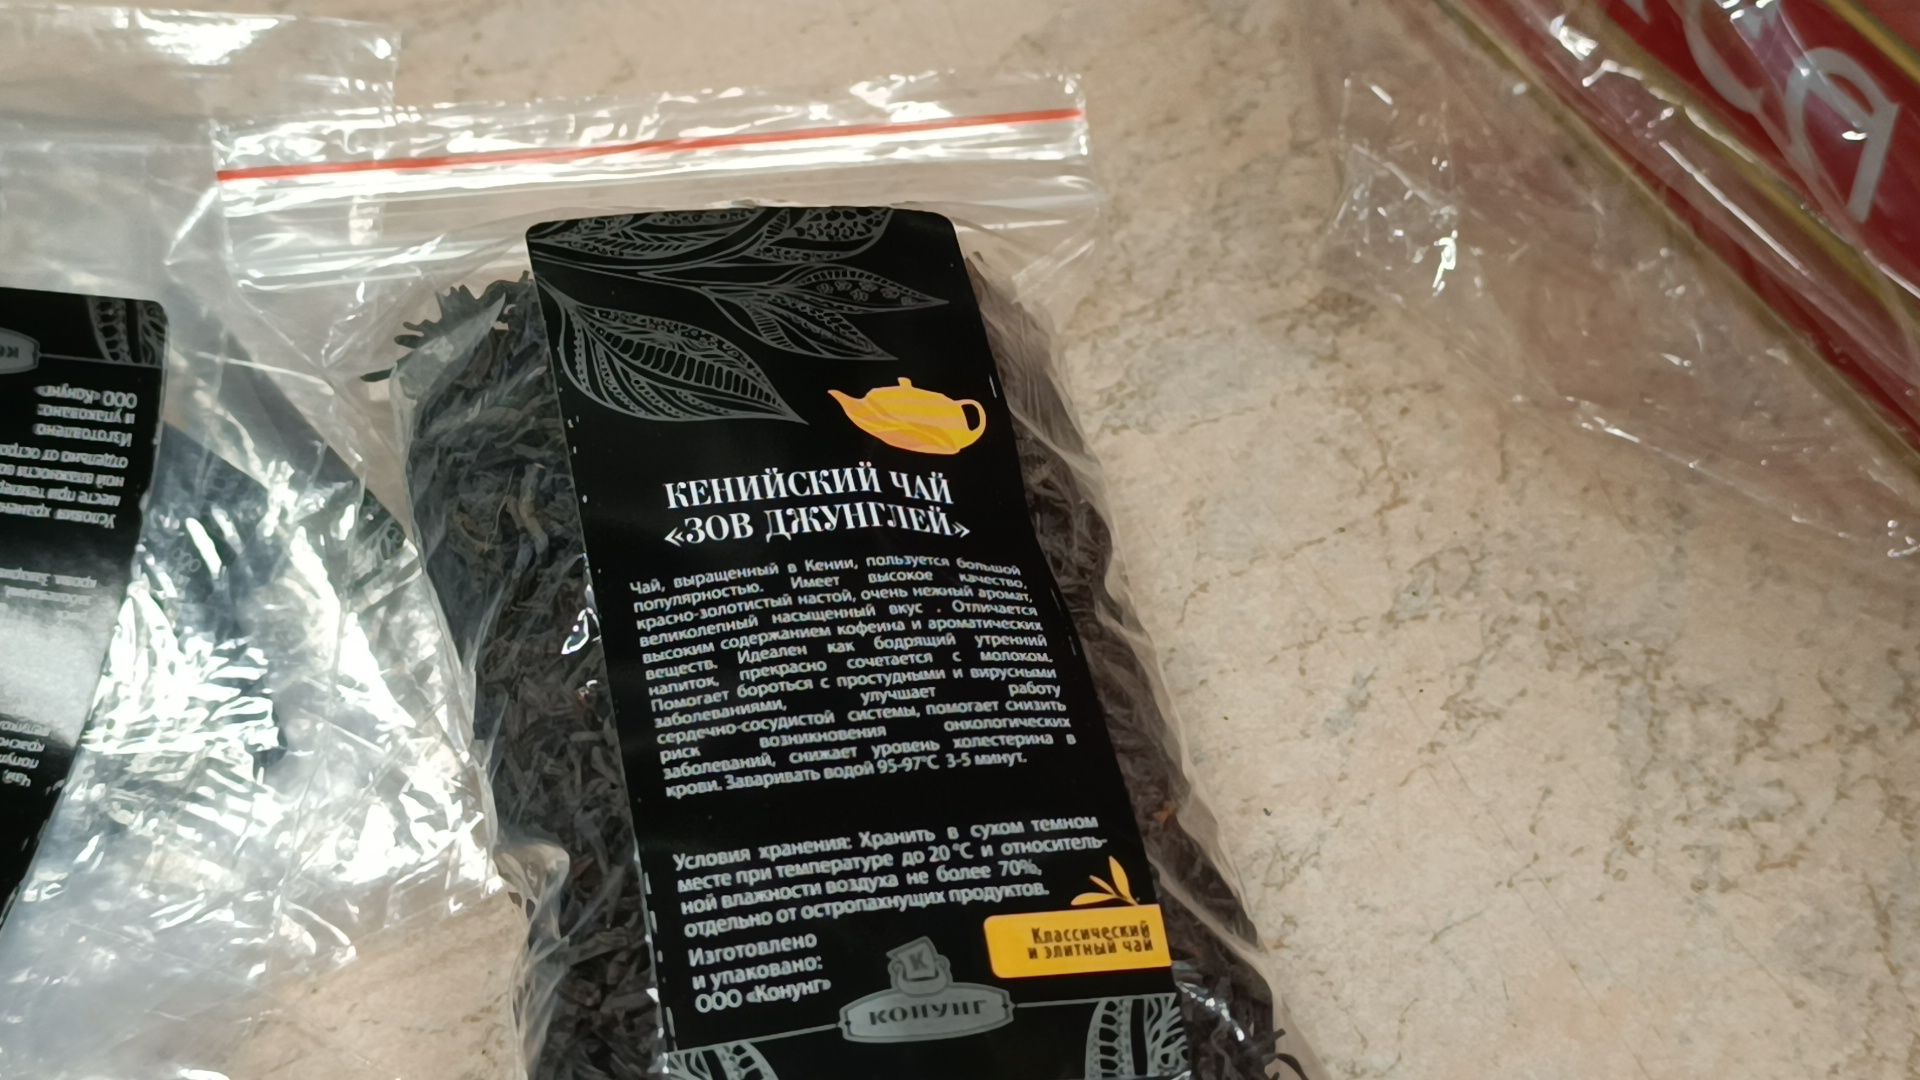 КЕНИЙСКИЙ ЧАЙ
«ЗОВ ДЖУНГЛЕЙ»
Чай, выращенный в Кении, пользуется большой
популярностью. Имеет высокое качество,
красно-золотистый настой, очень нежный аромат,
великолепный насыщенный вкус . Отличается
высоким содержанием кофеина и ароматических
веществ. Идеален как бодрящий утренний
напиток, прекрасно сочетается с молоком.
Помогает бороться с простудными и вирусными
заболеваниями, улучшает работу
сердечно-сосудистой системы, помогает снизить
риск возникновения онкологических
заболеваний, снижает уровень холестерина в
крови. Заваривать водой 95-97°С 3-5 минут.
Условия хранения: Хранить в сухом темном
месте при температуре до 20 °С и относитель-
ной влажности воздуха не более 70%,
отдельно от остропахнущих продуктов.
Изготовлено
и упаковано:
ООО «Конунг»
Классический
и элитный чай
К
КОНУНГ
Изготовлено
и упаковано:
ООО «Конунг»